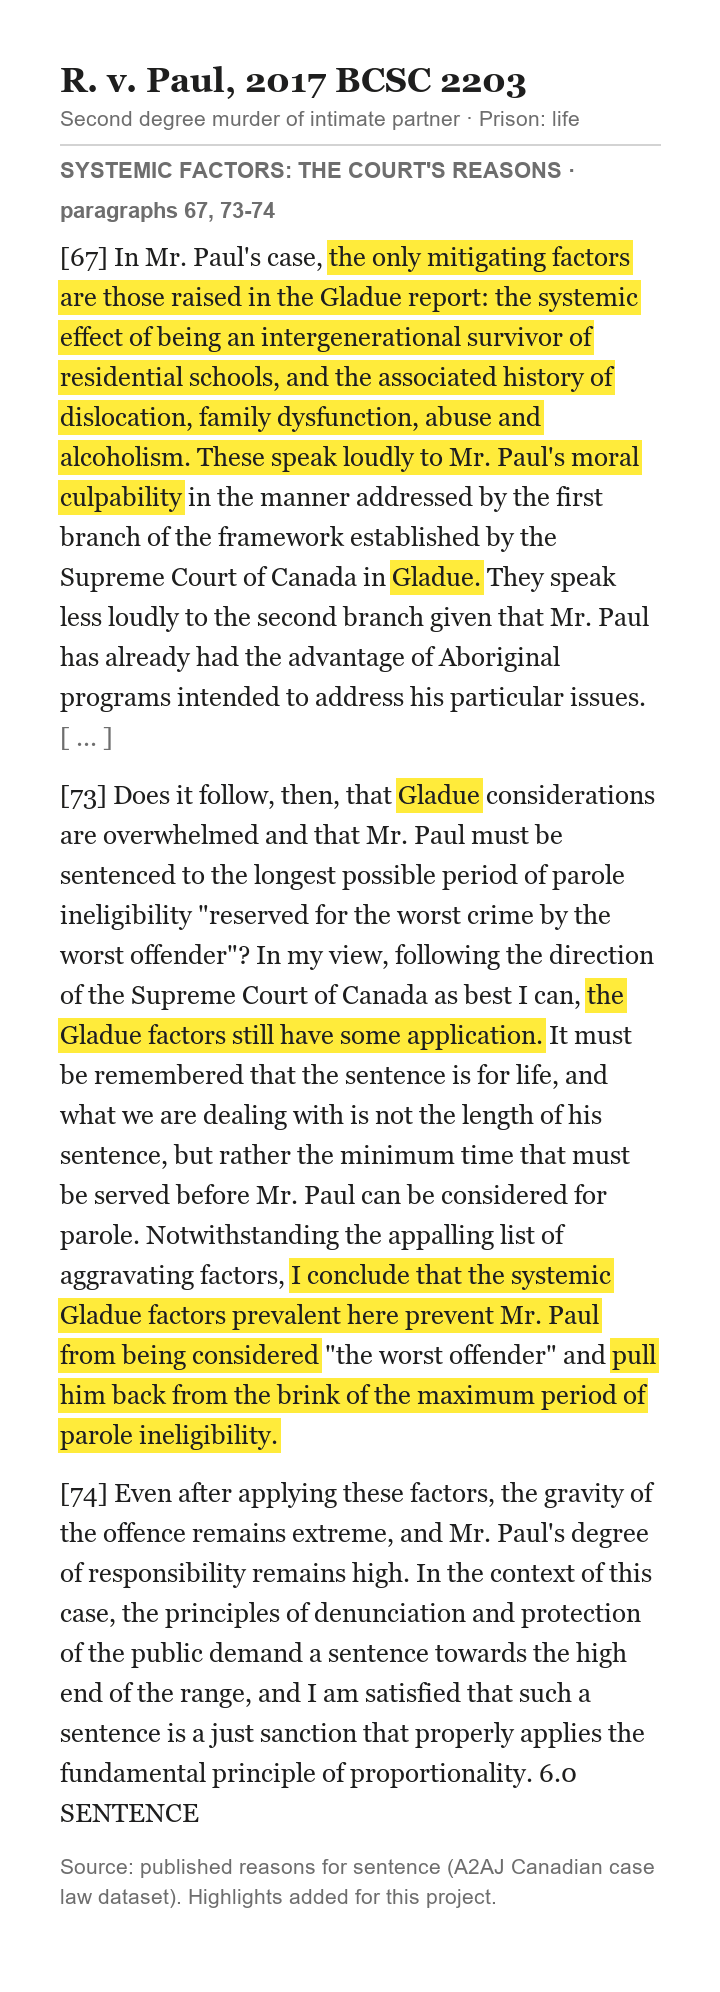 R. v. Paul, 2017 BCSC 2203
Second degree murder of intimate partner · Prison: life
SYSTEMIC FACTORS: THE COURT'S REASONS ·
paragraphs 67, 73-74
[67] In Mr. Paul's case, the only mitigating factors
are those raised in the Gladue report: the systemic
effect of being an intergenerational survivor of
residential schools, and the associated history of
dislocation, family dysfunction, abuse and
alcoholism. These speak loudly to Mr. Paul's moral
culpability in the manner addressed by the first
branch of the framework established by the
Supreme Court of Canada in Gladue. They speak
less loudly to the second branch given that Mr. Paul
has already had the advantage of Aboriginal
programs intended to address his particular issues.
[ ... ]
[73] Does it follow, then, that Gladue considerations
are overwhelmed and that Mr. Paul must be
sentenced to the longest possible period of parole
ineligibility "reserved for the worst crime by the
worst offender"? In my view, following the direction
of the Supreme Court of Canada as best I can, the
Gladue factors still have some application. It must
be remembered that the sentence is for life, and
what we are dealing with is not the length of his
sentence, but rather the minimum time that must
be served before Mr. Paul can be considered for
parole. Notwithstanding the appalling list of
aggravating factors, I conclude that the systemic
Gladue factors prevalent here prevent Mr. Paul
from being considered "the worst offender" and pull
him back from the brink of the maximum period of
parole ineligibility.
[74] Even after applying these factors, the gravity of
the offence remains extreme, and Mr. Paul's degree
of responsibility remains high. In the context of this
case, the principles of denunciation and protection
of the public demand a sentence towards the high
end of the range, and I am satisfied that such a
sentence is a just sanction that properly applies the
fundamental principle of proportionality. 6.0
SENTENCE
Source: published reasons for sentence (A2AJ Canadian case
law dataset). Highlights added for this project.